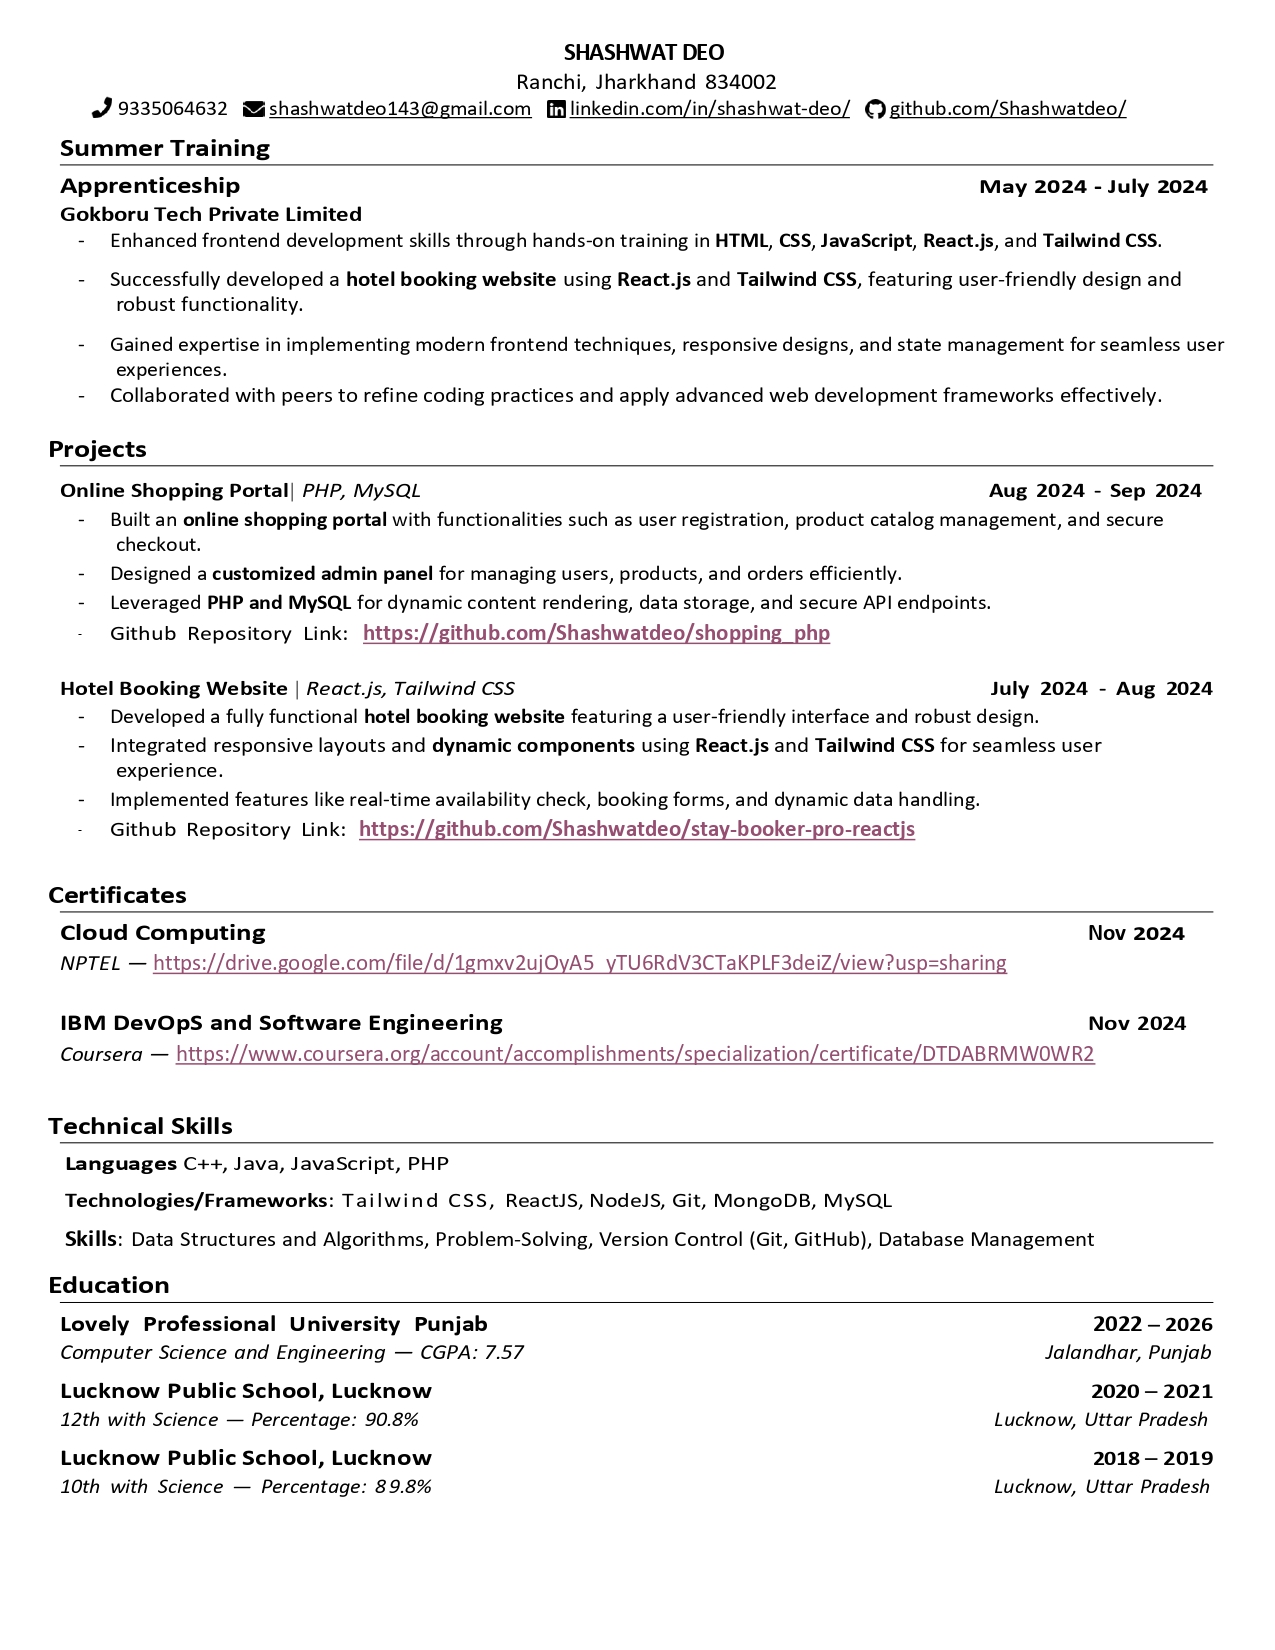 SHASHWAT DEO
Ranchi, Jharkhand 834002
9335064632 shashwatdeo143@gmail.com linkedin.com/in/shashwat-deo/ github.com/Shashwatdeo/
Summer Training
Apprenticeship May 2024 - July 2024
Gokboru Tech Private Limited
- Enhanced frontend development skills through hands-on training in HTML, CSS, JavaScript, React.js, and Tailwind CSS.
- Successfully developed a hotel booking website using React.js and Tailwind CSS, featuring user-friendly design and
robust functionality.
- Gained expertise in implementing modern frontend techniques, responsive designs, and state management for seamless user
experiences.
- Collaborated with peers to refine coding practices and apply advanced web development frameworks effectively.
Projects
Online Shopping Portal| PHP, MySQL Aug 2024 - Sep 2024
- Built an online shopping portal with functionalities such as user registration, product catalog management, and secure
checkout.
- Designed a customized admin panel for managing users, products, and orders efficiently.
- Leveraged PHP and MySQL for dynamic content rendering, data storage, and secure API endpoints.
- Github Repository Link: https://github.com/Shashwatdeo/shopping_php
Hotel Booking Website | React.js, Tailwind CSS July 2024 - Aug 2024
- Developed a fully functional hotel booking website featuring a user-friendly interface and robust design.
- Integrated responsive layouts and dynamic components using React.js and Tailwind CSS for seamless user
experience.
- Implemented features like real-time availability check, booking forms, and dynamic data handling.
- Github Repository Link: https://github.com/Shashwatdeo/stay-booker-pro-reactjs
Certificates
Cloud Computing Nov 2024
NPTEL — https://drive.google.com/file/d/1gmxv2ujOyA5_yTU6RdV3CTaKPLF3deiZ/view?usp=sharing
IBM DevOpS and Software Engineering Nov 2024
Coursera — https://www.coursera.org/account/accomplishments/specialization/certificate/DTDABRMW0WR2
Technical Skills
Languages C++, Java, JavaScript, PHP
Technologies/Frameworks: Tailwind CSS, ReactJS, NodeJS, Git, MongoDB, MySQL
Skills: Data Structures and Algorithms, Problem-Solving, Version Control (Git, GitHub), Database Management
Education
Lovely Professional University Punjab 2022 – 2026
Computer Science and Engineering — CGPA: 7.57 Jalandhar, Punjab
Lucknow Public School, Lucknow 2020 – 2021
12th with Science — Percentage: 90.8% Lucknow, Uttar Pradesh
Lucknow Public School, Lucknow 2018 – 2019
10th with Science — Percentage: 89.8% Lucknow, Uttar Pradesh